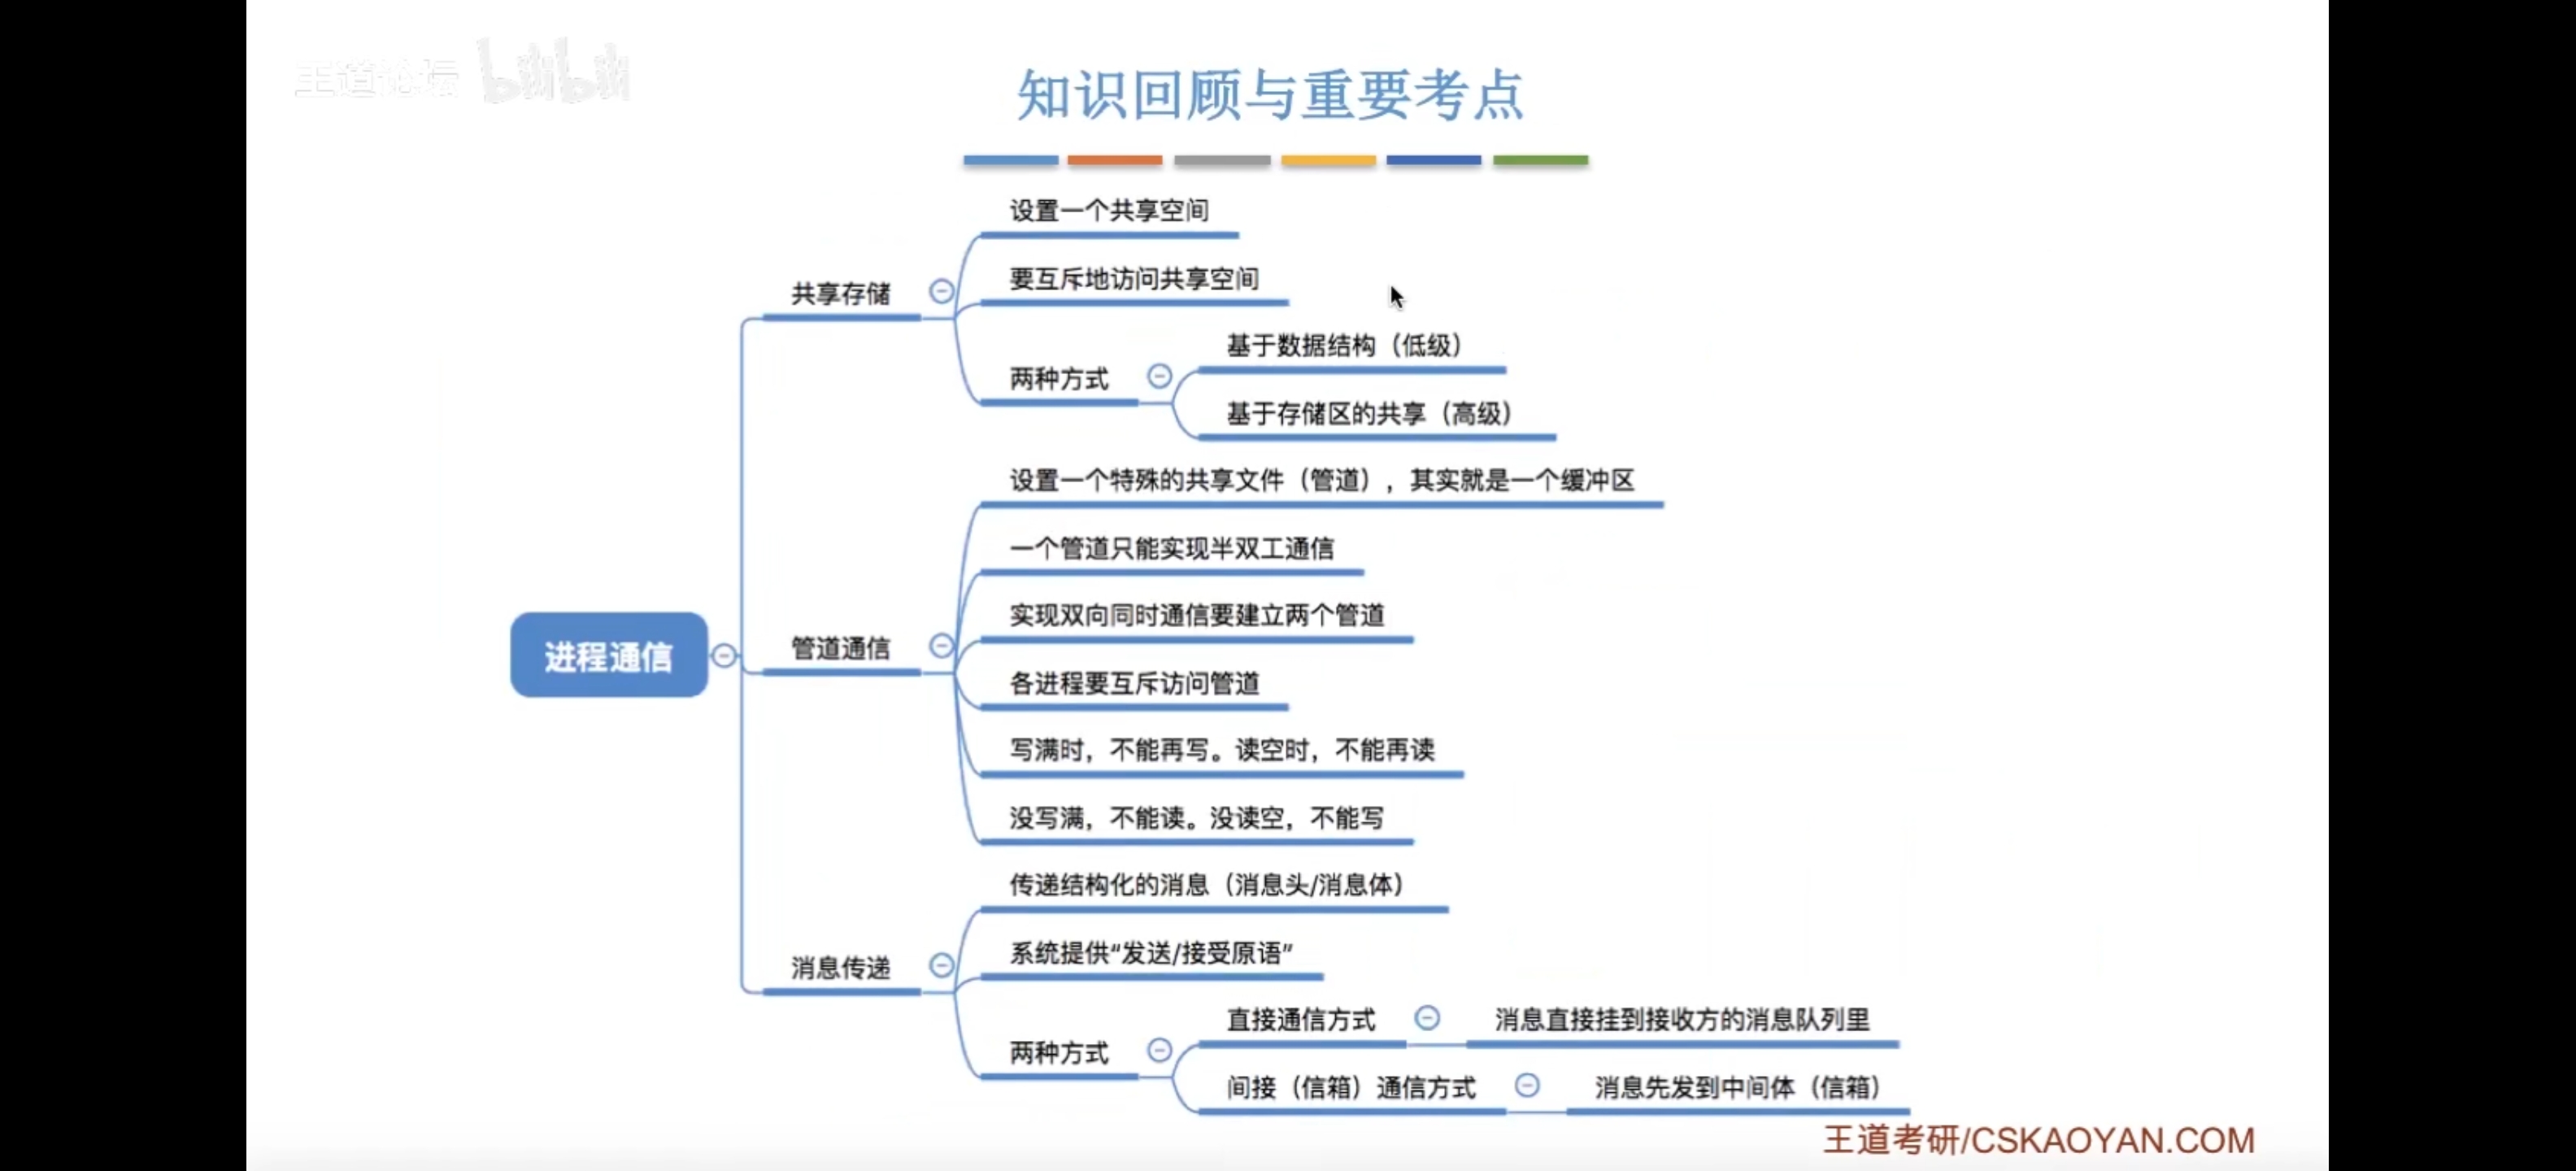 王道论坛 bilibili
知识回顾与重要考点
设置一个共享空间
共享存储
要互斥地访问共享空间
两种方式
基于数据结构（低级）
基于存储区的共享（高级）
进程通信
管道通信
设置一个特殊的共享文件（管道），其实就是一个缓冲区
一个管道只能实现半双工通信
实现双向同时通信要建立两个管道
各进程要互斥访问管道
写满时，不能再写。读空时，不能再读
没写满，不能读。没读空，不能写
消息传递
传递结构化的消息（消息头/消息体）
系统提供“发送/接受原语”
两种方式
直接通信方式
消息直接挂到接收方的消息队列里
间接（信箱）通信方式
消息先发到中间体（信箱）
王道考研/CSKAOYAN.COM